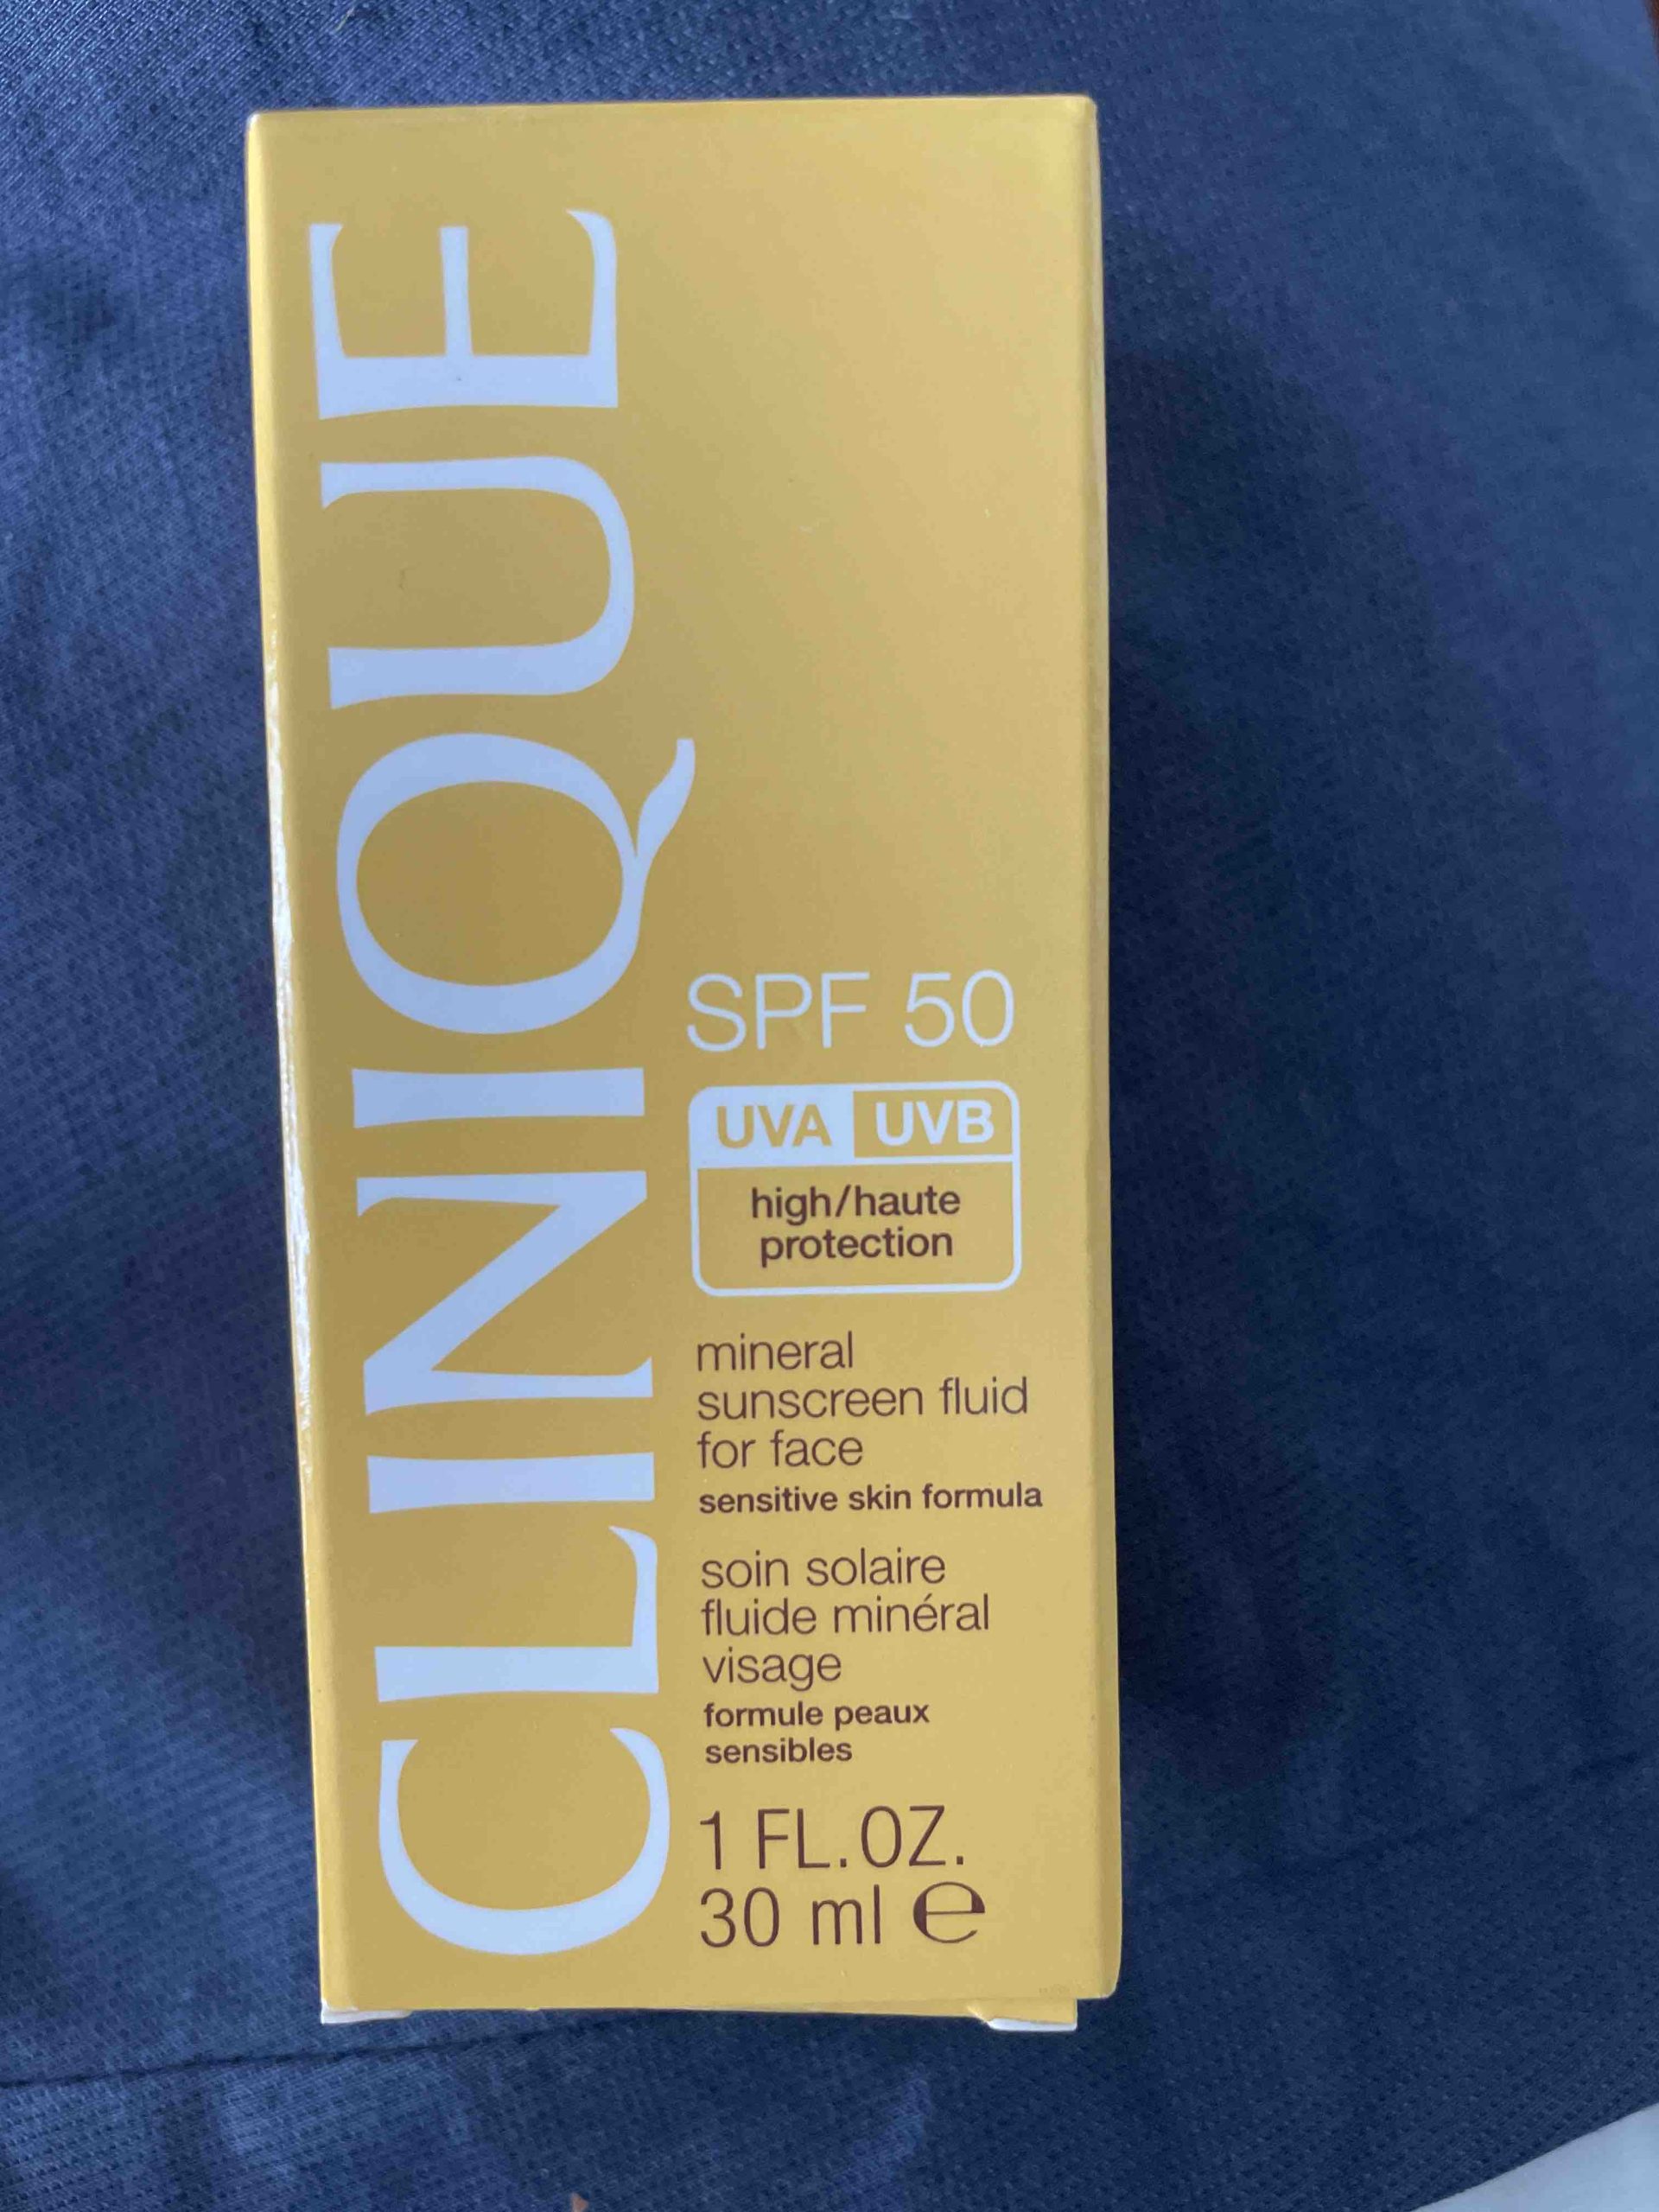 CLINIQUE
SPF 50
UVA UVB
high/haute
protection
mineral
sunscreen fluid
for face
sensitive skin formula
soin solaire
fluide minéral
visage
formule peaux
sensibles
1 FL.OZ.
30 ml ℮